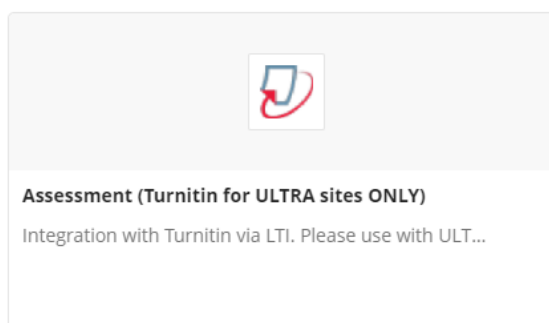 Assessment (Turnitin for ULTRA sites ONLY)
Integration with Turnitin via LTI. Please use with ULT...